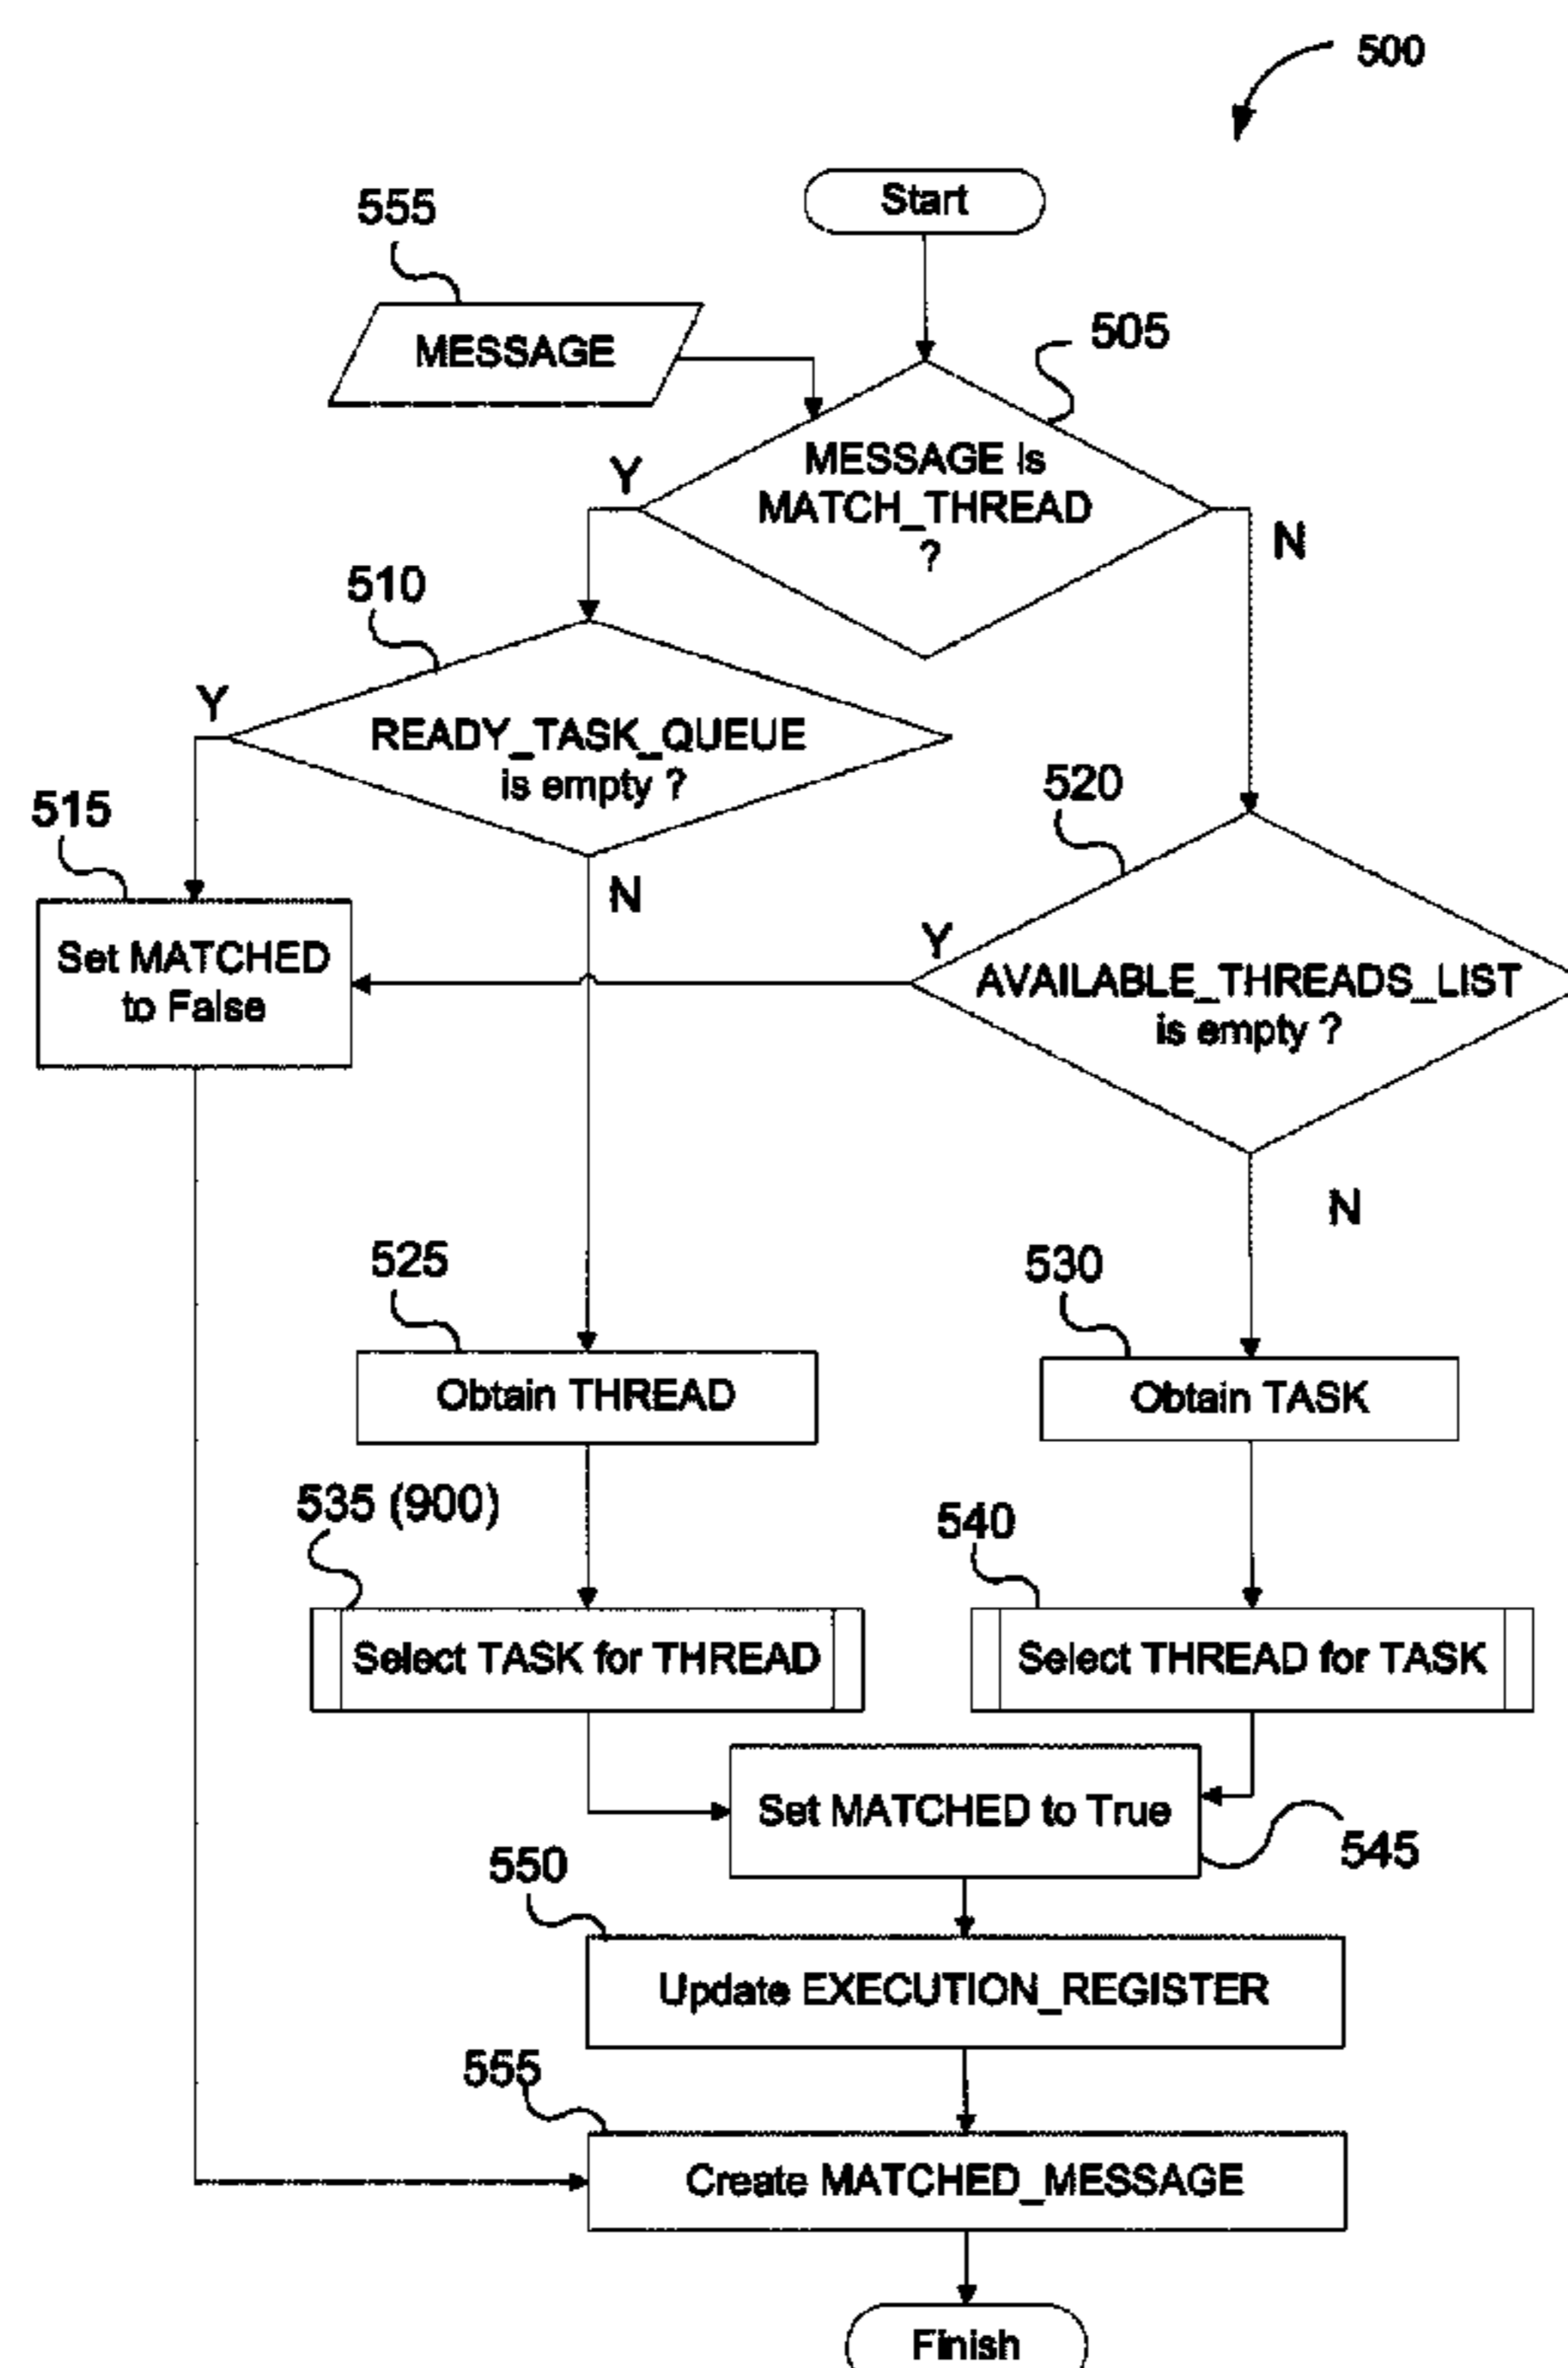 500
Start
555
MESSAGE
505
MESSAGE is
MATCH_THREAD
?
Y
N
510
READY_TASK_QUEUE
is empty ?
Y
N
515
Set MATCHED
to False
520
Y
AVAILABLE_THREADS_LIST
is empty ?
N
525
Obtain THREAD
530
Obtain TASK
535 (900)
Select TASK for THREAD
540
Select THREAD for TASK
Set MATCHED to True
545
550
Update EXECUTION_REGISTER
555
Create MATCHED_MESSAGE
Finish